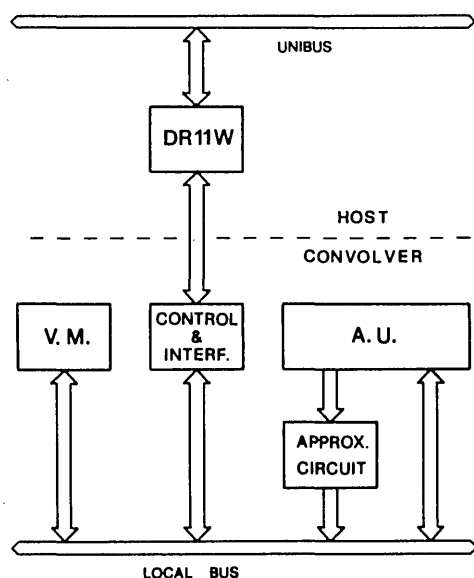 UNIBUS
DR11W
HOST
CONVOLVER
V. M.
CONTROL
&
INTERF.
A. U.
APPROX.
CIRCUIT
LOCAL BUS